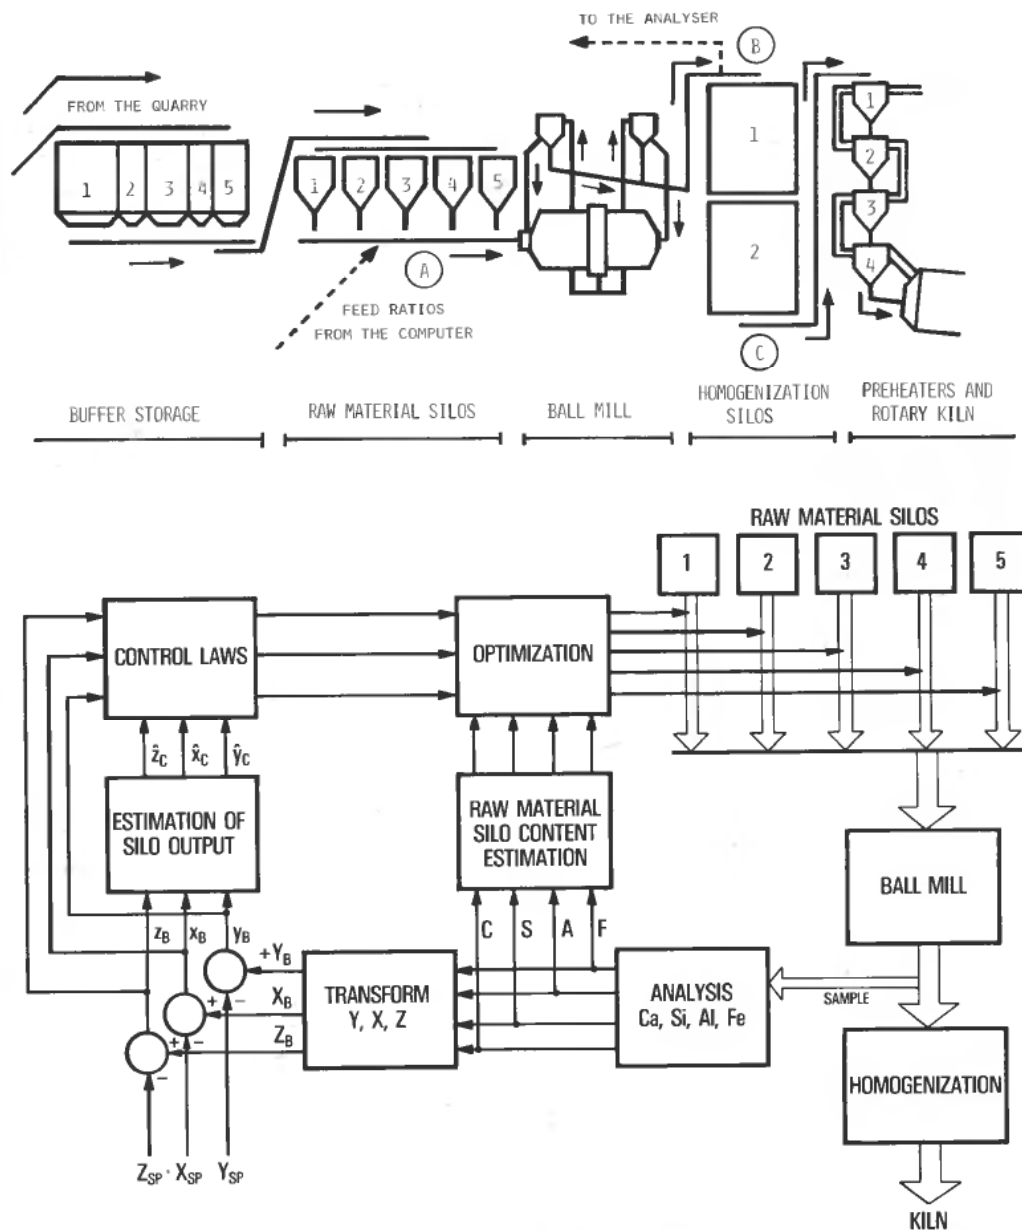 TO THE ANALYSER
B
FROM THE QUARRY
1 2 3 4 5
1 2 3 4 5
A
FEED RATIOS
FROM THE COMPUTER
1
2
C
1
2
3
4
BUFFER STORAGE
RAW MATERIAL SILOS
BALL MILL
HOMOGENIZATION
SILOS
PREHEATERS AND
ROTARY KILN
RAW MATERIAL SILOS
1 2 3 4 5
CONTROL LAWS
OPTIMIZATION
ẑC x̂C ŷC
ESTIMATION OF
SILO OUTPUT
RAW MATERIAL
SILO CONTENT
ESTIMATION
BALL MILL
zB xB yB
C S A F
+YB
XB
ZB
- + - + -
TRANSFORM
Y, X, Z
ANALYSIS
Ca, Si, Al, Fe
SAMPLE
HOMOGENIZATION
ZSP · XSP YSP
KILN